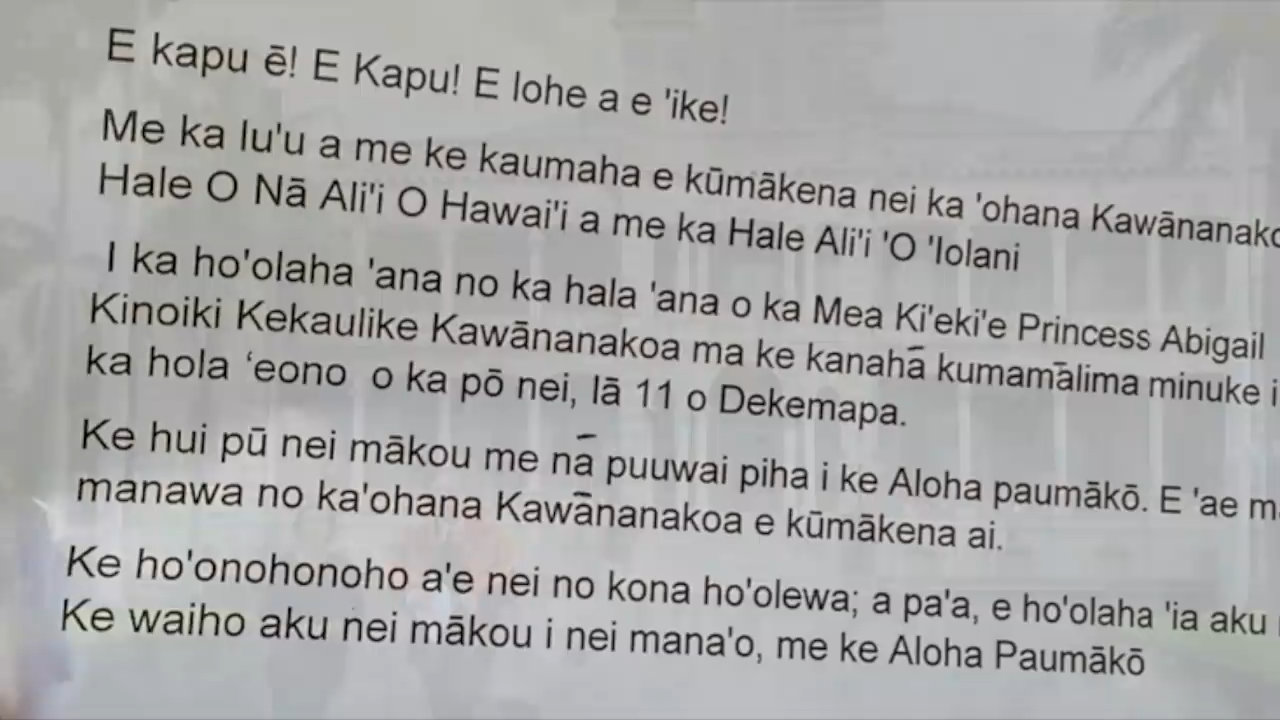 E kapu ē! E Kapu! E lohe a e 'ike!
Me ka lu'u a me ke kaumaha e kūmākena nei ka 'ohana
Hale O Nā Ali'i O Hawai'i a me ka Hale Ali'i 'O 'Iolani
I ka ho'olaha 'ana no ka hala 'ana o ka Mea Ki'eki'e Princess Abigail
Kinoiki Kekaulike Kawānanakoa ma ke kanahā kumamālima minuke i
ka hola ‘eono o ka pō nei, lā 11 o Dekemapa.
Ke hui pū nei mākou me nā puuwai piha i ke Aloha paumākō. E 'ae
manawa no ka'ohana Kawānanakoa e kūmākena ai.
Ke ho'onohonoho a'e nei no kona ho'olewa; a pa'a, e ho'olaha 'ia aku
Ke waiho aku nei mākou i nei mana'o, me ke Aloha Paumākō